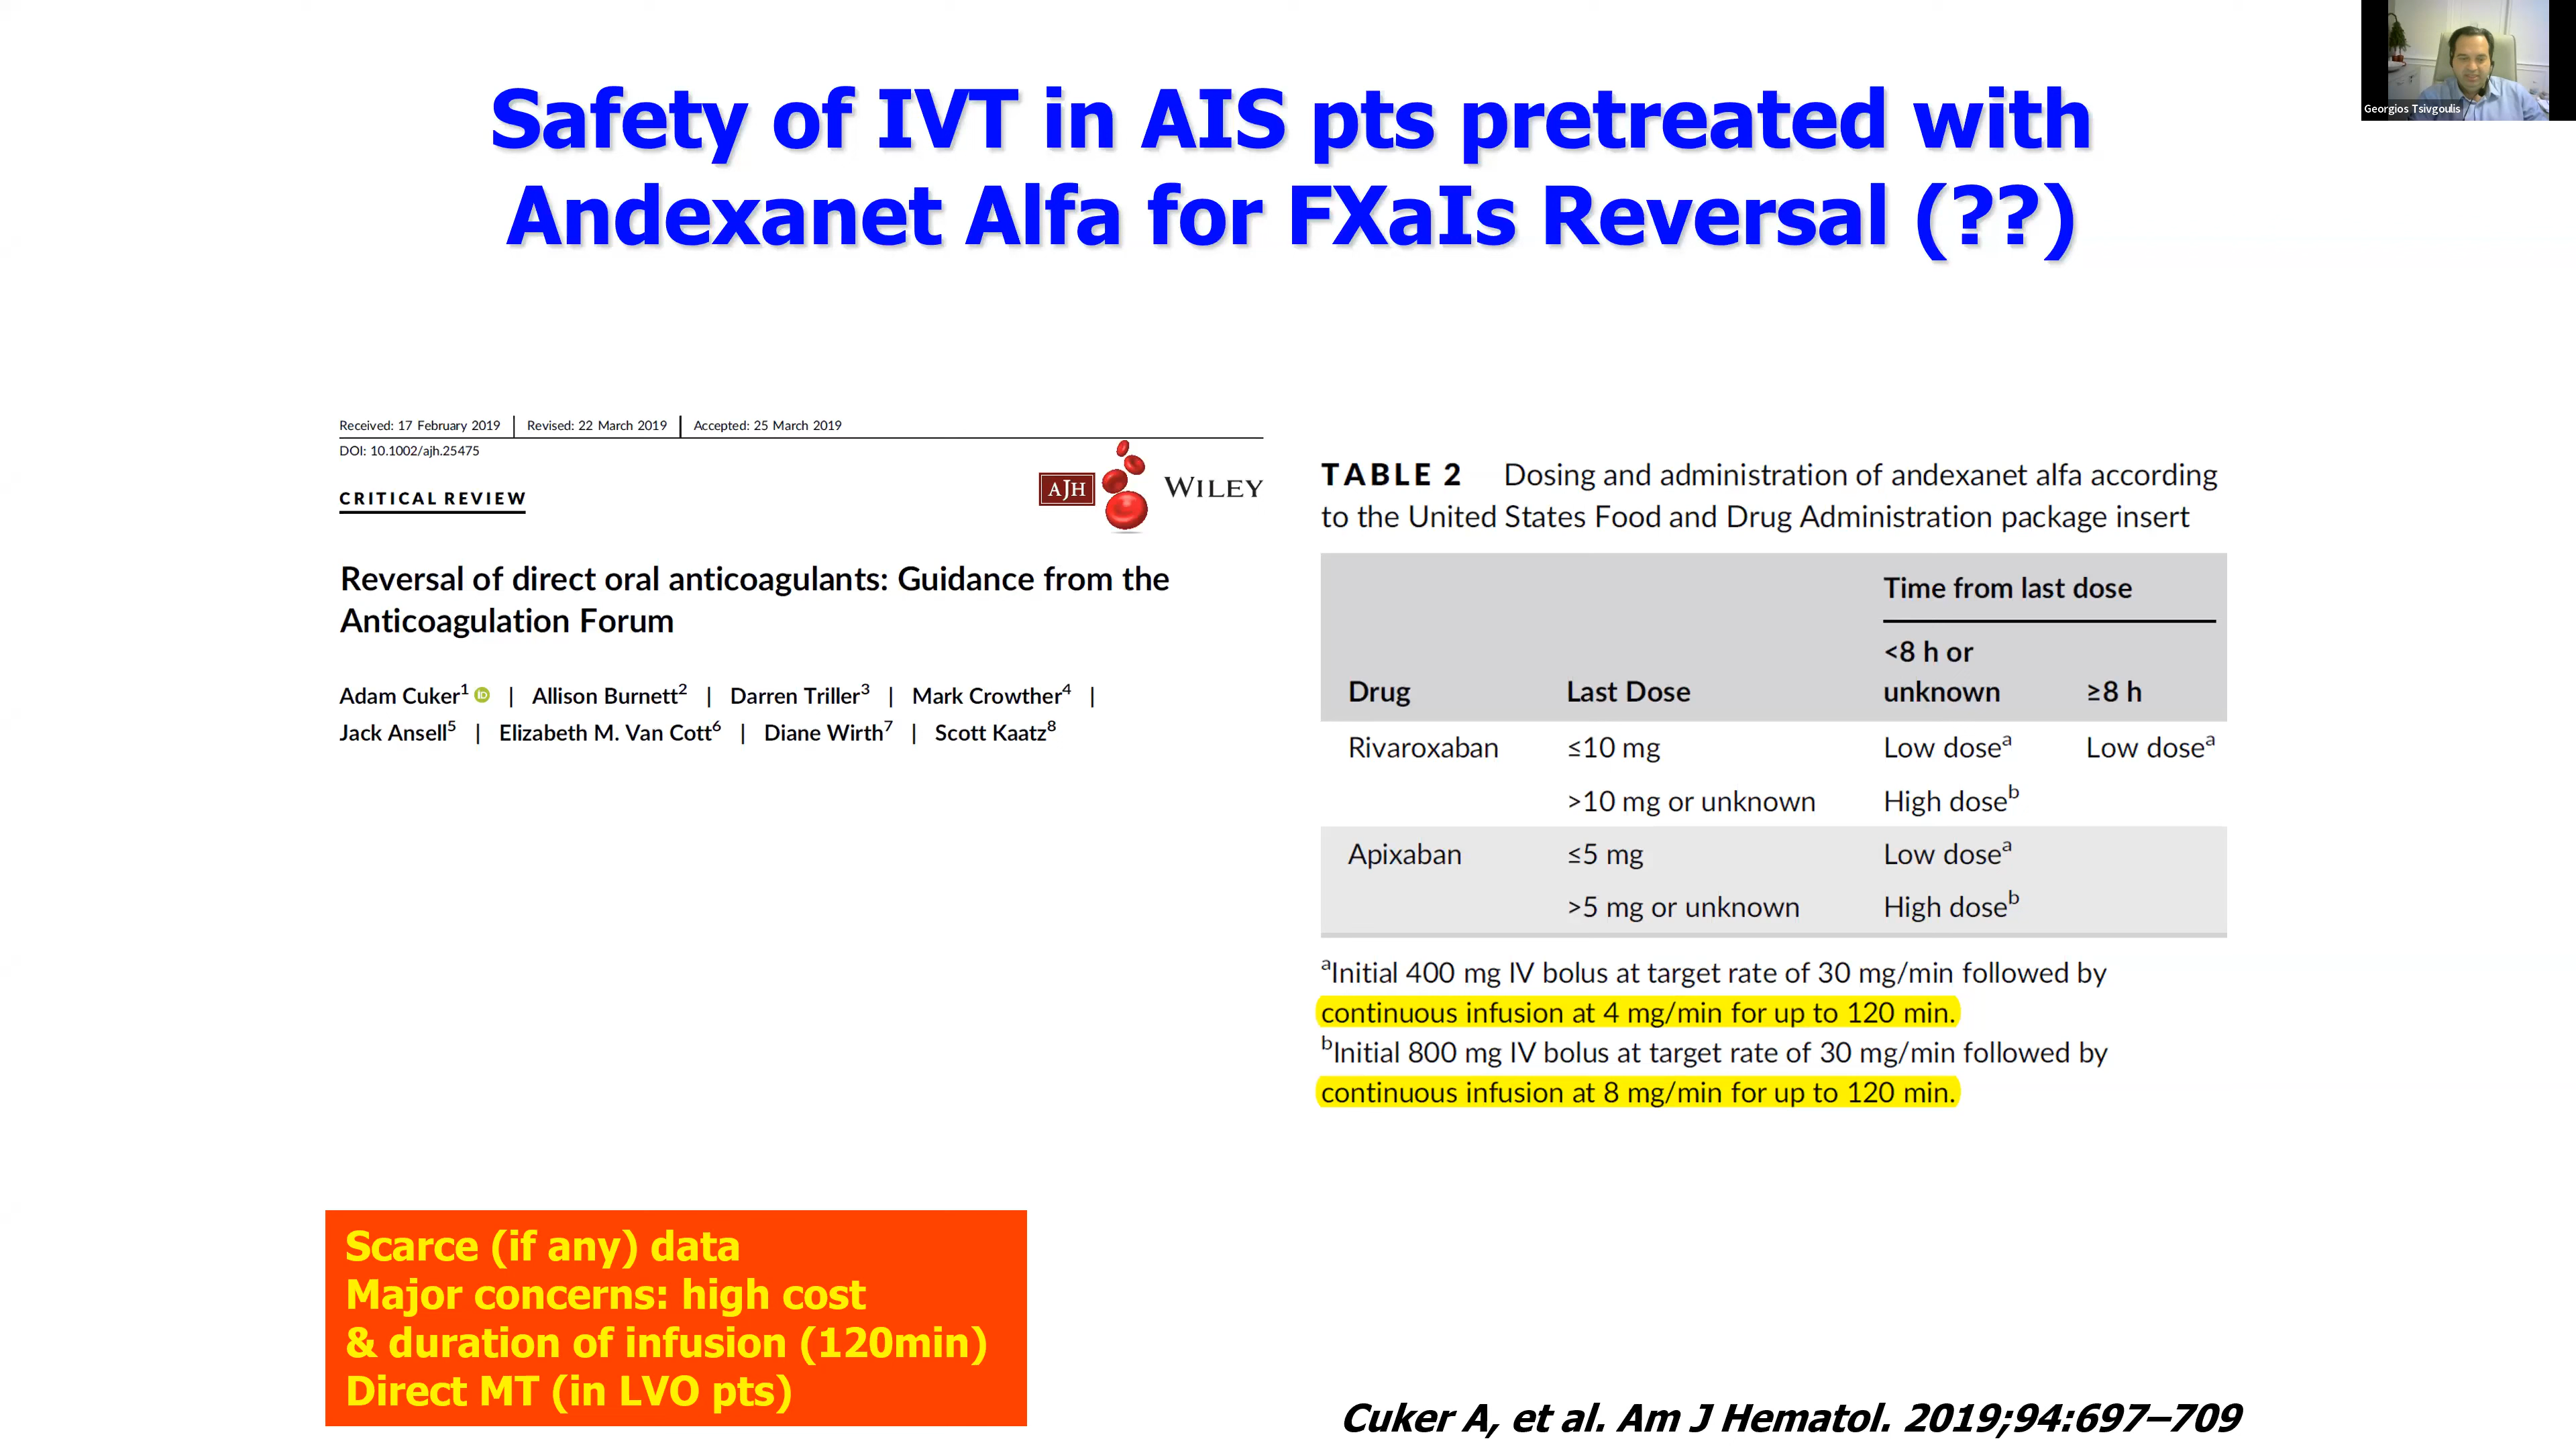 Georgios Tsivgoulis
Safety of IVT in AIS pts pretreated with
Andexanet Alfa for FXaIs Reversal (??)
Received: 17 February 2019 | Revised: 22 March 2019 | Accepted: 25 March 2019
DOI: 10.1002/ajh.25475
CRITICAL REVIEW
AJH
WILEY
Reversal of direct oral anticoagulants: Guidance from the
Anticoagulation Forum
Adam Cuker1 iD | Allison Burnett2 | Darren Triller3 | Mark Crowther4 |
Jack Ansell5 | Elizabeth M. Van Cott6 | Diane Wirth7 | Scott Kaatz8
TABLE 2 Dosing and administration of andexanet alfa according
to the United States Food and Drug Administration package insert
Time from last dose
<8 h or
Drug Last Dose unknown ≥8 h
Rivaroxaban ≤10 mg Low dosea Low dosea
>10 mg or unknown High doseb
Apixaban ≤5 mg Low dosea
>5 mg or unknown High doseb
aInitial 400 mg IV bolus at target rate of 30 mg/min followed by
continuous infusion at 4 mg/min for up to 120 min.
bInitial 800 mg IV bolus at target rate of 30 mg/min followed by
continuous infusion at 8 mg/min for up to 120 min.
Scarce (if any) data
Major concerns: high cost
& duration of infusion (120min)
Direct MT (in LVO pts)
Cuker A, et al. Am J Hematol. 2019;94:697–709